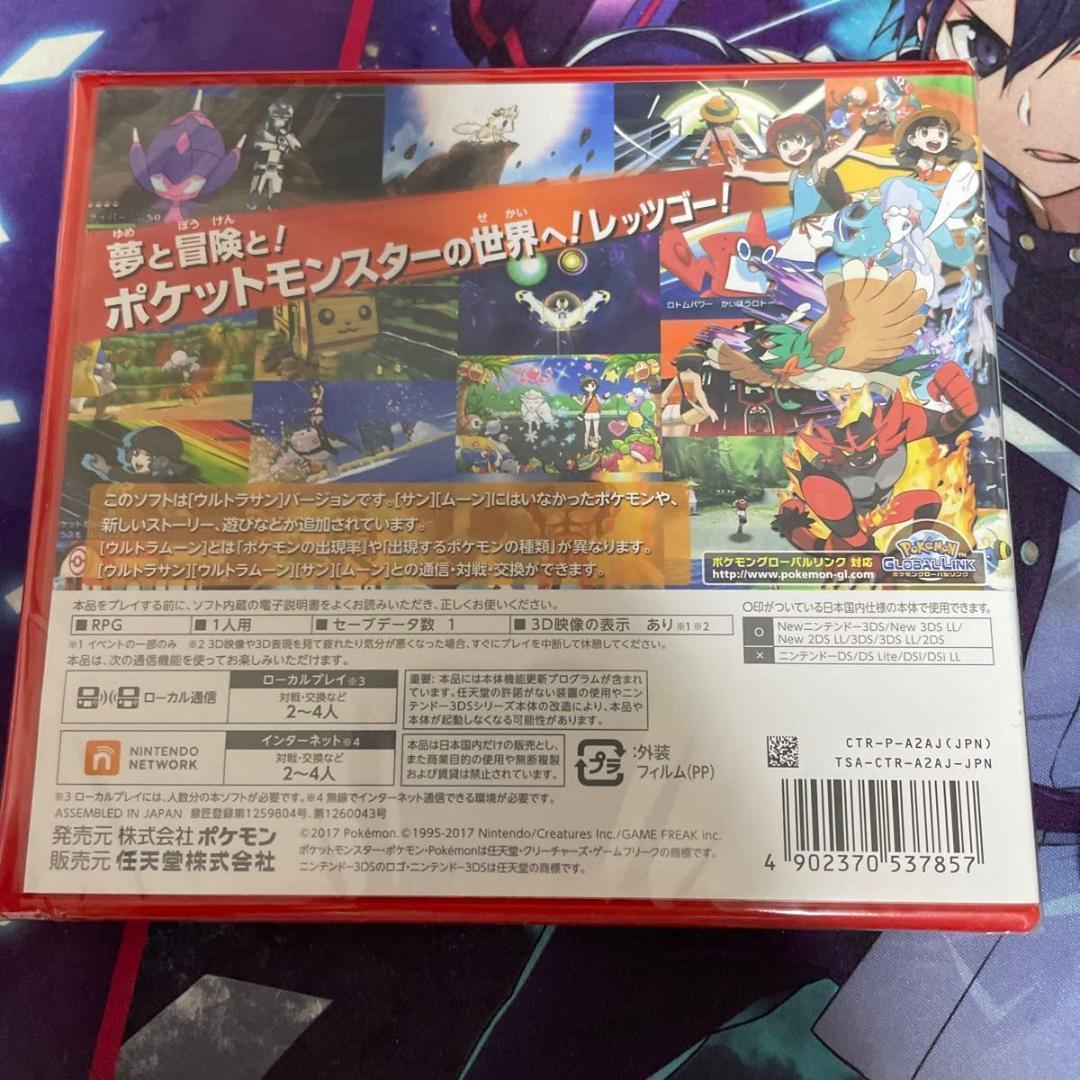 夢と冒険と!
ゆめ ぼう けん
ポケットモンスターの世界へ!レッツゴー!
せ かい
ロトムパワー かいほうロトー
このソフトは[ウルトラサン]バージョンです。[サン][ムーン]にはいなかったポケモンや、
新しいストーリー、遊びなどが追加されています。
[ウルトラムーン]とは「ポケモンの出現率」や「出現するポケモンの種類」が異なります。
[ウルトラサン][ウルトラムーン][サン][ムーン]との通信・対戦・交換ができます。
ポケモングローバルリンク 対応
http://www.pokemon-gl.com
POKéMON
GLOBAL LINK
ポケモングローバルリンク
本品をプレイする前に、ソフト内蔵の電子説明書をよくお読みいただき、正しくお使いください。
■RPG ■1人用 ■セーブデータ数 1 ■3D映像の表示 あり※1※2
※1 イベントの一部のみ ※2 3D映像や3D表現を見て疲れたり気分が悪くなった場合、すぐにプレイを中断して休憩してください。
本品は、次の通信機能を使ってお楽しみいただけます。
○印がついている日本国内仕様の本体で使用できます。
○ Newニンテンドー3DS/New 3DS LL/
New 2DS LL/3DS/3DS LL/2DS
× ニンテンドーDS/DS Lite/DSi/DSi LL
ローカル通信
ローカルプレイ※3
対戦・交換など
2〜4人
NINTENDO
NETWORK
インターネット※4
対戦・交換など
2〜4人
重要: 本品には本体機能更新プログラムが含まれ
ています。任天堂の許諾がない装置の使用やニン
テンドー3DSシリーズ本体の改造により、本品や
本体が起動しなくなる可能性があります。
本品は日本国内だけの販売とし、
また商業目的の使用や無断複製
および賃貸は禁止されています。
プラ
:外装
フィルム(PP)
CTR-P-A2AJ(JPN)
TSA-CTR-A2AJ-JPN
※3 ローカルプレイには、人数分の本ソフトが必要です。※4 無線でインターネット通信できる環境が必要です。
ASSEMBLED IN JAPAN 意匠登録第1259804号、第1260043号
発売元 株式会社ポケモン
販売元 任天堂株式会社
©2017 Pokémon. ©1995-2017 Nintendo/Creatures Inc./GAME FREAK inc.
ポケットモンスター・ポケモン・Pokémonは任天堂・クリーチャーズ・ゲームフリークの商標です。
ニンテンドー3DSのロゴ・ニンテンドー3DSは任天堂の商標です。
4 902370 537857